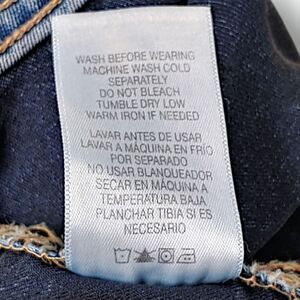 WASH BEFORE WEARING
MACHINE WASH COLD
SEPARATELY
DO NOT BLEACH
TUMBLE DRY LOW
WARM IRON IF NEEDED
LAVAR ANTES DE USAR
LAVAR A MÁQUINA EN FRÍO
POR SEPARADO
NO USAR BLANQUEADOR
SECAR EN MÁQUINA A
TEMPERATURA BAJA
PLANCHAR TIBIA SI ES
NECESARIO